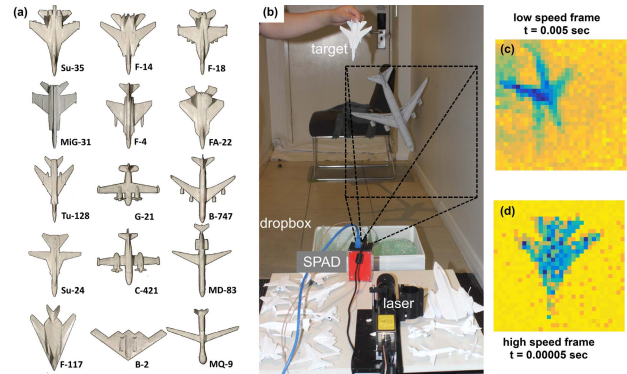 (a)
Su-35
F-14
F-18
MiG-31
F-4
FA-22
Tu-128
G-21
B-747
Su-24
C-421
MD-83
F-117
B-2
MQ-9
(b)
target
dropbox
SPAD
laser
low speed frame
t = 0.005 sec
(c)
(d)
high speed frame
t = 0.00005 sec